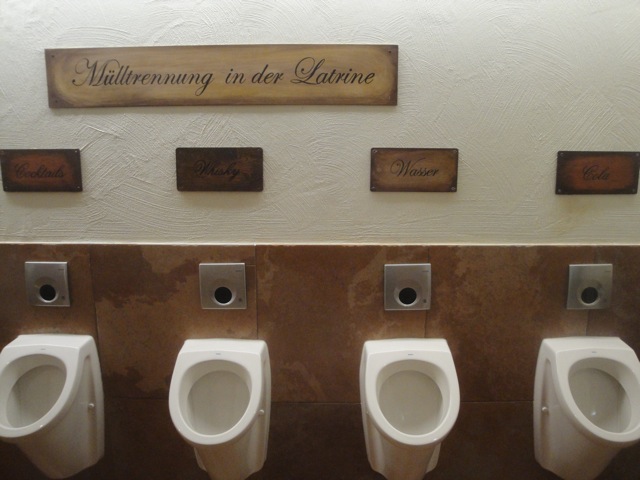 Mülltrennung in der Latrine
Cocktails
Whisky
Wasser
Cola